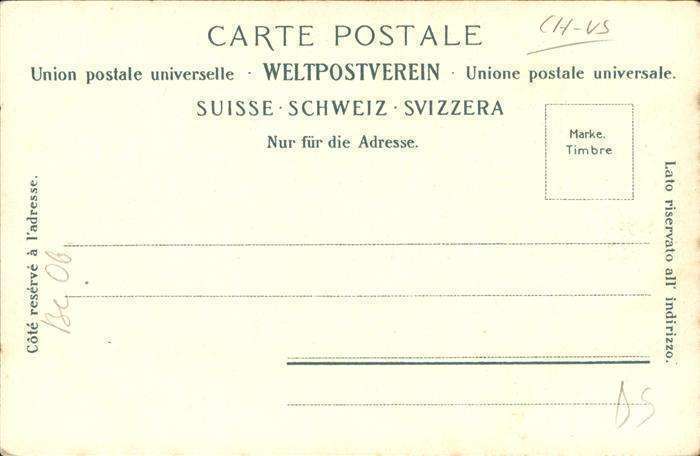 CH-VS
CARTE POSTALE
Union postale universelle · WELTPOSTVEREIN · Unione postale universale.
SUISSE · SCHWEIZ · SVIZZERA
Nur für die Adresse.
Marke.
Timbre
Côté resérvé à l'adresse.
Lato riservato all' indirizzo.